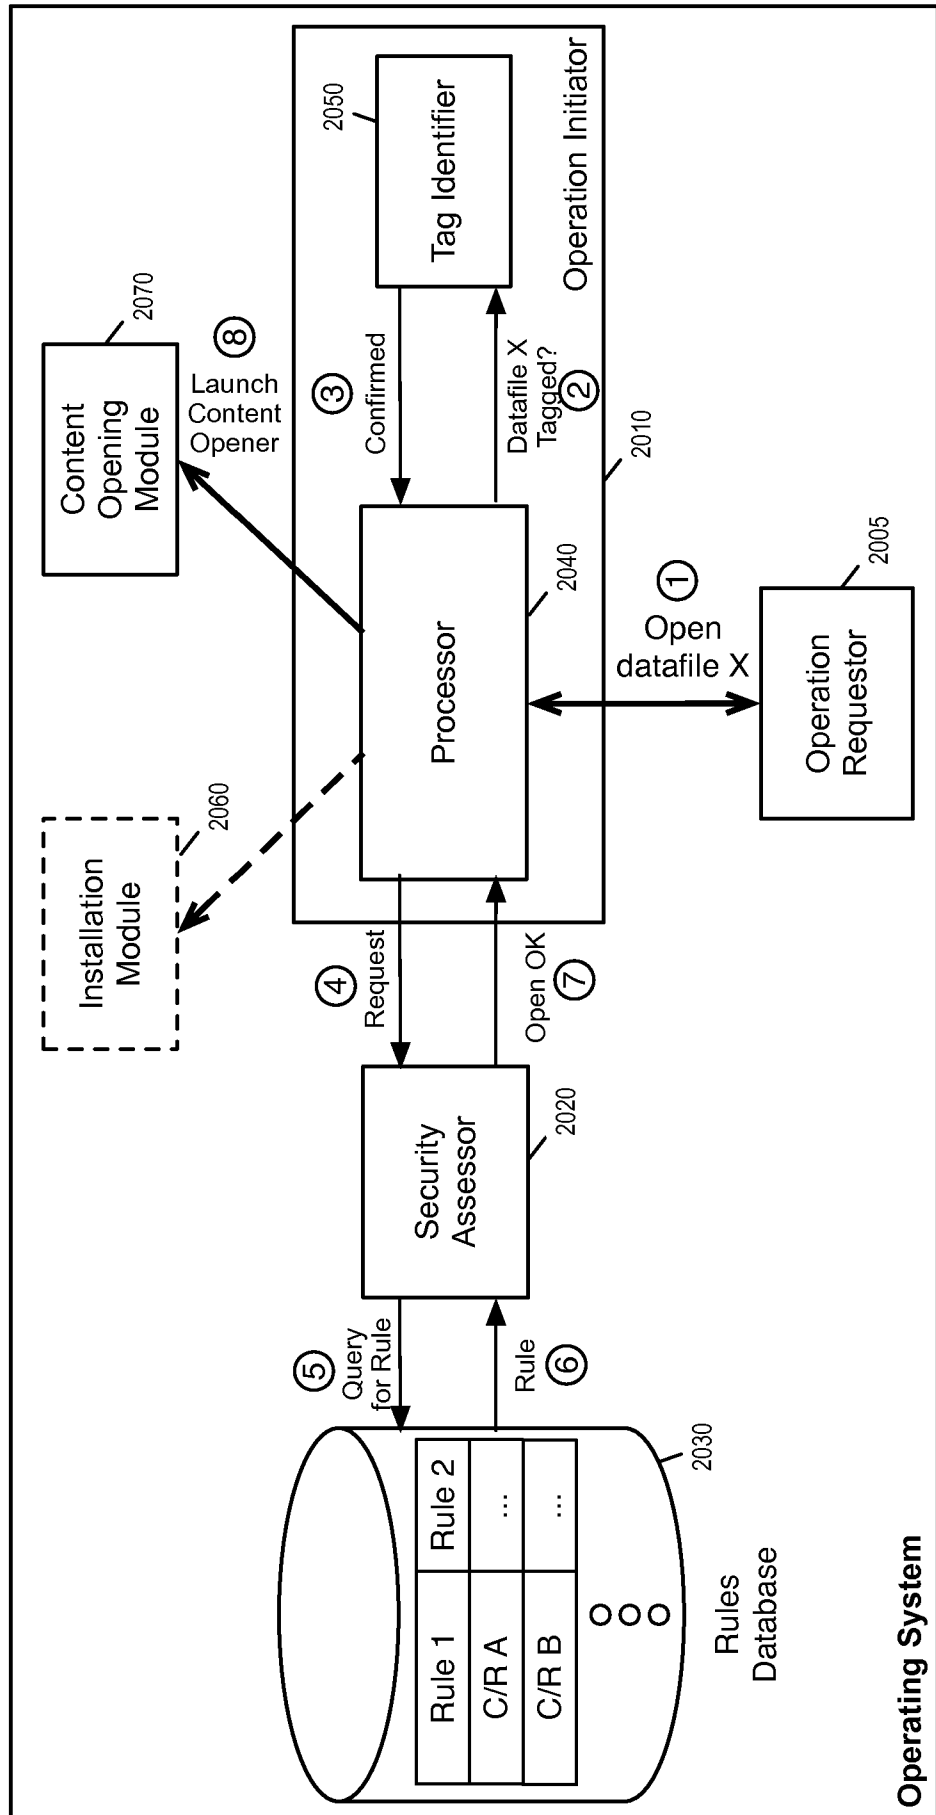 Installation
Module
2060
Content
Opening
Module
2070
8
Launch
Content
Opener
5
Query
for Rule
4
Request
3
Confirmed
2050
Rule 1
Rule 2
C/R A
...
C/R B
...
Security
Assessor
2020
Processor
2040
Tag Identifier
Rule
6
Open OK
7
Datafile X
Tagged?
2
Operation Initiator
2030
2010
Rules
Database
1
Open
datafile X
Operation
Requestor
2005
Operating System